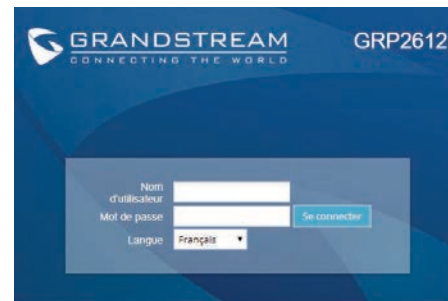 GRANDSTREAM
CONNECTING THE WORLD
GRP2612
Nom
d'utilisateur
Mot de passe
Se connecter
Langue
Français